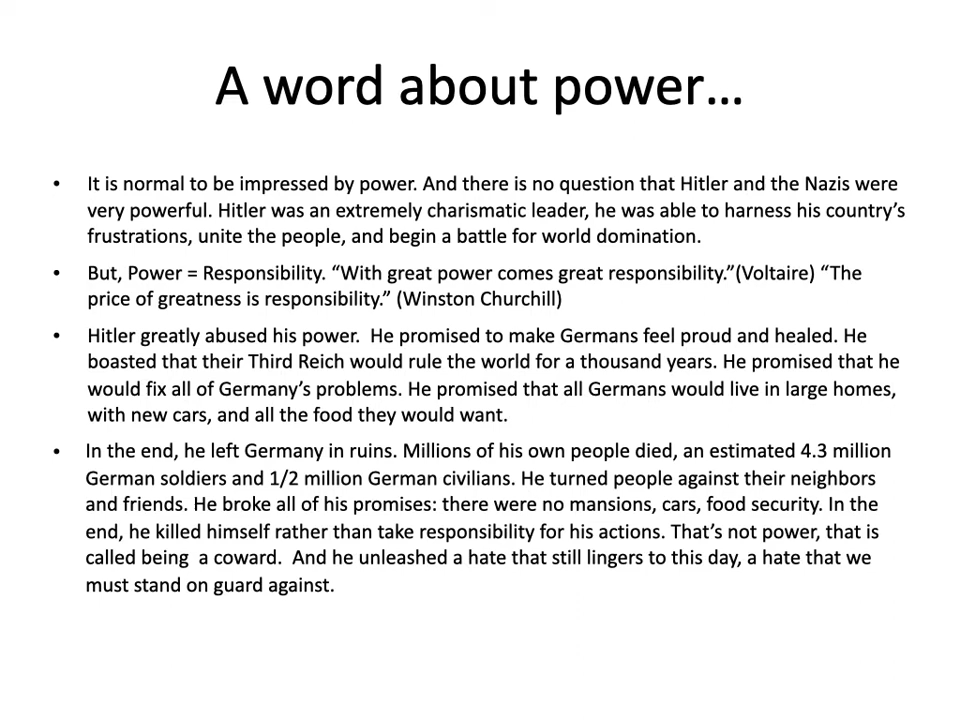 A word about power...
• It is normal to be impressed by power. And there is no question that Hitler and the Nazis were
very powerful. Hitler was an extremely charismatic leader, he was able to harness his country’s
frustrations, unite the people, and begin a battle for world domination.
• But, Power = Responsibility. “With great power comes great responsibility.”(Voltaire) “The
price of greatness is responsibility.” (Winston Churchill)
• Hitler greatly abused his power.  He promised to make Germans feel proud and healed. He
boasted that their Third Reich would rule the world for a thousand years. He promised that he
would fix all of Germany’s problems. He promised that all Germans would live in large homes,
with new cars, and all the food they would want.
• In the end, he left Germany in ruins. Millions of his own people died, an estimated 4.3 million
German soldiers and 1/2 million German civilians. He turned people against their neighbors
and friends. He broke all of his promises: there were no mansions, cars, food security. In the
end, he killed himself rather than take responsibility for his actions. That’s not power, that is
called being  a coward.  And he unleashed a hate that still lingers to this day, a hate that we
must stand on guard against.